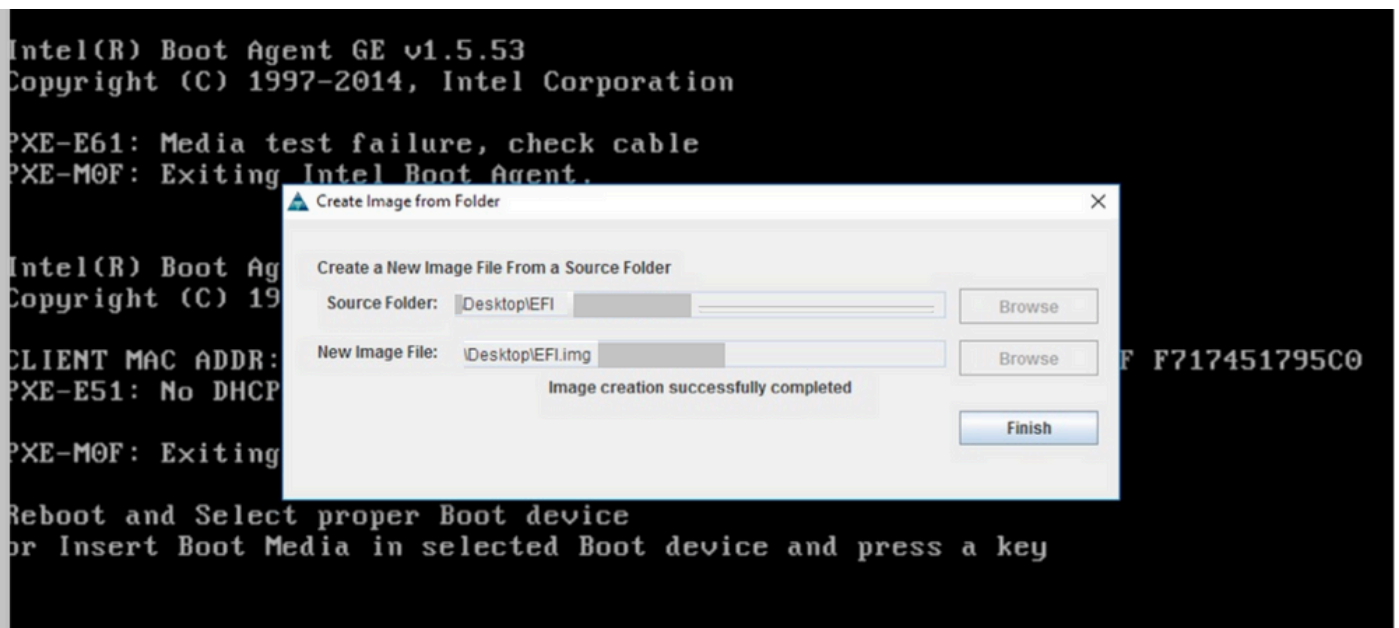 Intel(R) Boot Agent GE v1.5.53
Copyright (C) 1997-2014, Intel Corporation
PXE-E61: Media test failure, check cable
PXE-M0F: Exiting Intel Boot Agent.
Create Image from Folder
Intel(R) Boot Ag
Create a New Image File From a Source Folder
Copyright (C) 19
Source Folder: Desktop\EFI Browse
New Image File: \Desktop\EFI.img Browse
CLIENT MAC ADDR: F F717451795C0
Image creation successfully completed
PXE-E51: No DHCP
Finish
PXE-M0F: Exiting
Reboot and Select proper Boot device
or Insert Boot Media in selected Boot device and press a key